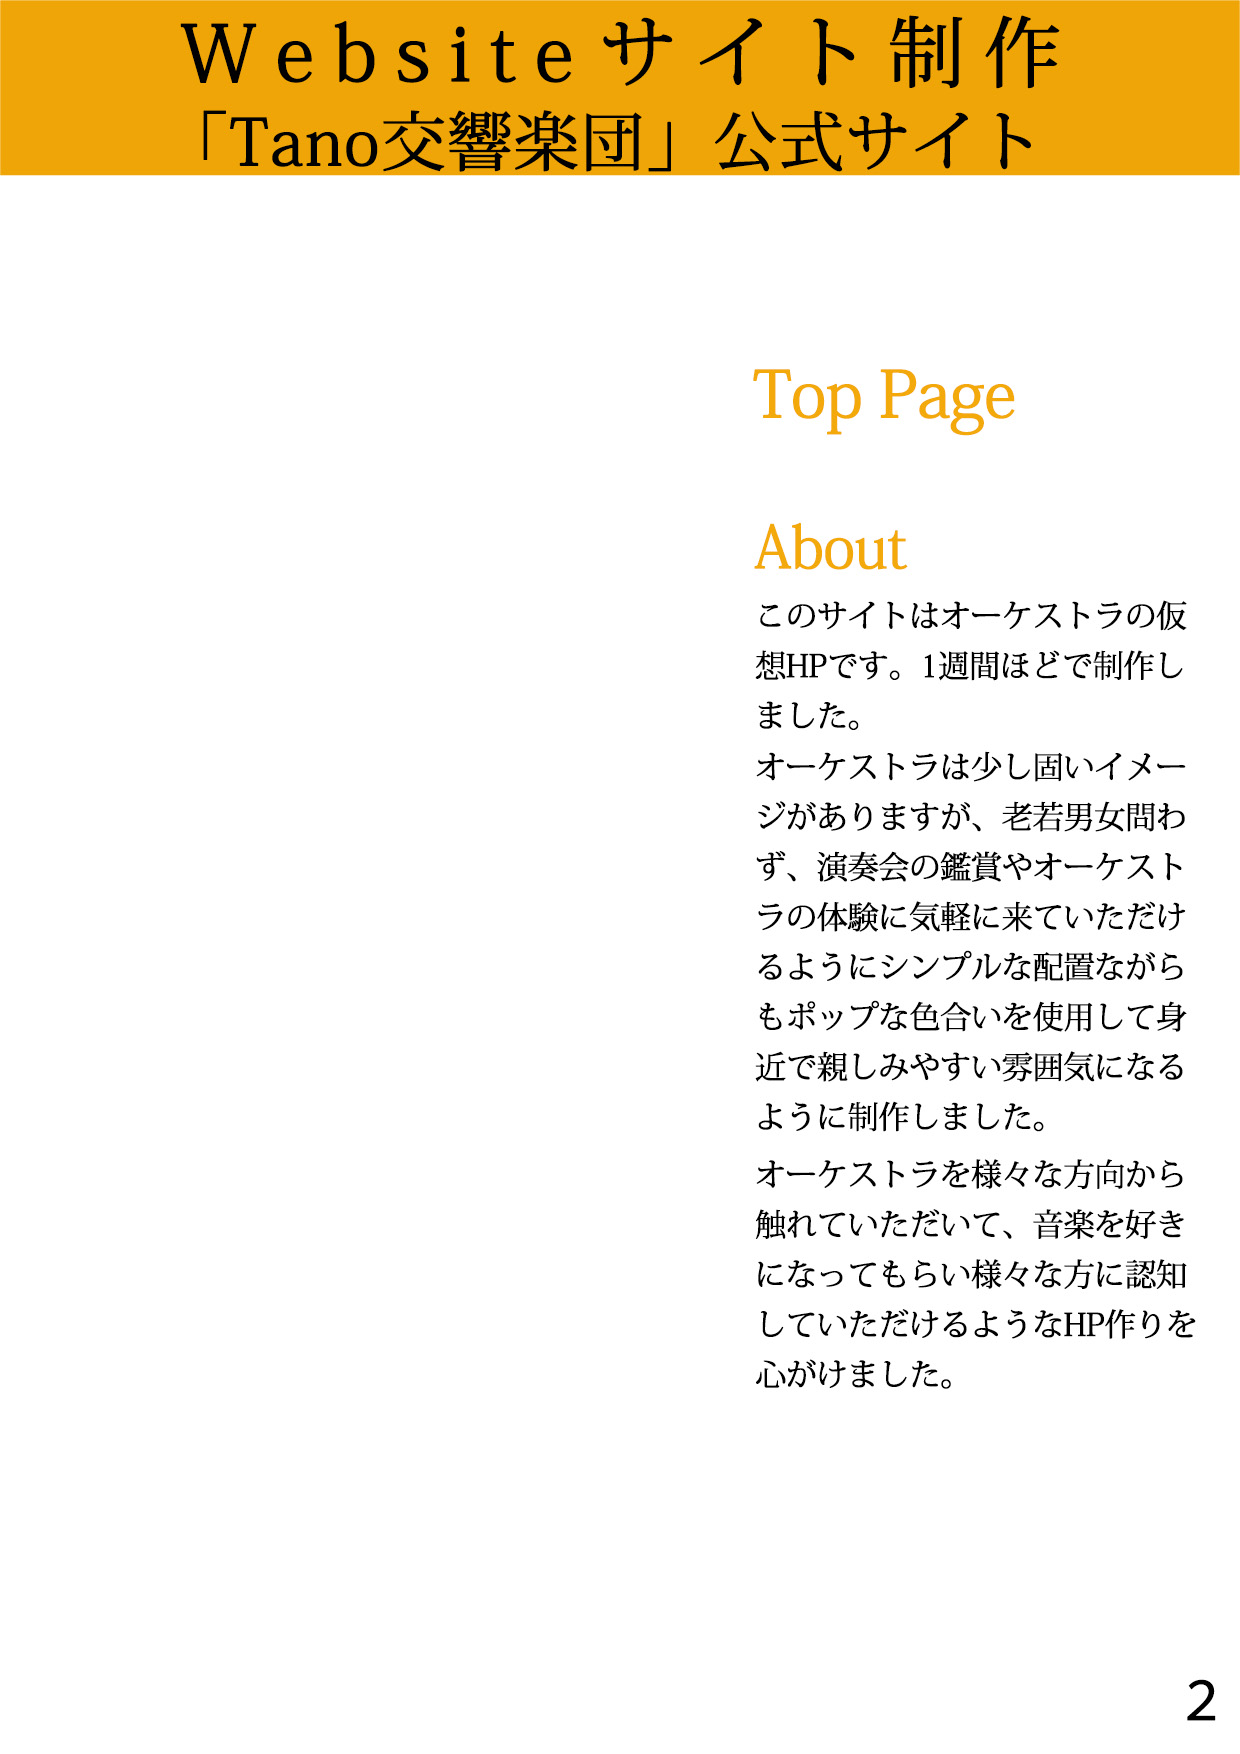 Websiteサイト制作
「Tano交響楽団」公式サイト
Top Page
About
このサイトはオーケストラの仮
想HPです。1週間ほどで制作し
ました。
オーケストラは少し固いイメー
ジがありますが、老若男女問わ
ず、演奏会の鑑賞やオーケスト
ラの体験に気軽に来ていただけ
るようにシンプルな配置ながら
もポップな色合いを使用して身
近で親しみやすい雰囲気になる
ように制作しました。
オーケストラを様々な方向から
触れていただいて、音楽を好き
になってもらい様々な方に認知
していただけるようなHP作りを
心がけました。
2